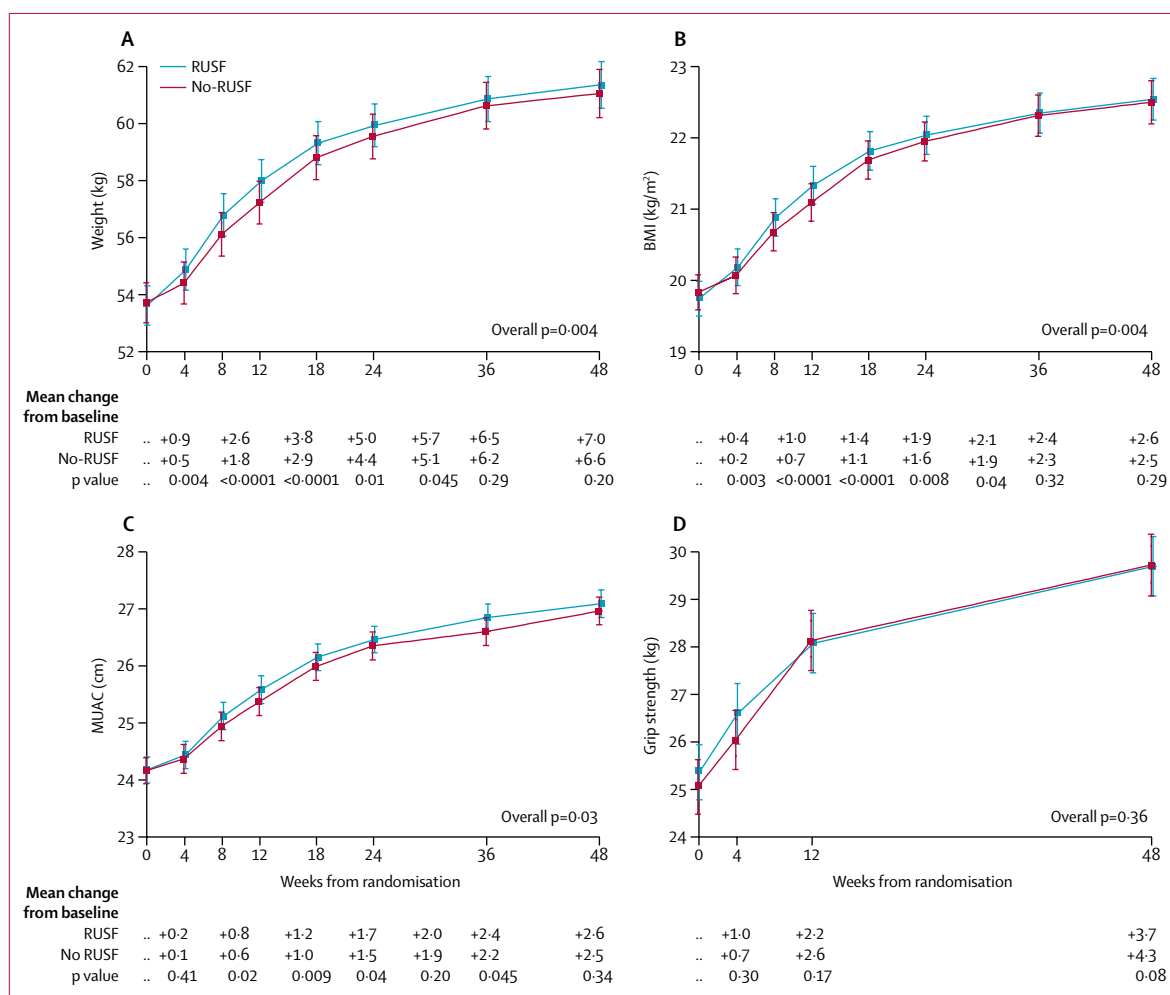 A
RUSF
No-RUSF
62
60
58
56
54
52
Weight (kg)
Overall p=0·004
0 4 8 12 18 24 36 48
B
23
22
21
20
19
BMI (kg/m²)
Overall p=0·004
0 4 8 12 18 24 36 48
Mean change
from baseline
RUSF .. +0·9 +2·6 +3·8 +5·0 +5·7 +6·5 +7·0 .. +0·4 +1·0 +1·4 +1·9 +2·1 +2·4 +2·6
No-RUSF .. +0·5 +1·8 +2·9 +4·4 +5·1 +6·2 +6·6 .. +0·2 +0·7 +1·1 +1·6 +1·9 +2·3 +2·5
p value .. 0·004 <0·0001 <0·0001 0·01 0·045 0·29 0·20 .. 0·003 <0·0001 <0·0001 0·008 0·04 0·32 0·29
C
28
27
26
25
24
23
MUAC (cm)
Overall p=0·03
0 4 8 12 18 24 36 48
Weeks from randomisation
D
30
29
28
27
26
25
24
Grip strength (kg)
Overall p=0·36
0 4 12 48
Weeks from randomisation
Mean change
from baseline
RUSF .. +0·2 +0·8 +1·2 +1·7 +2·0 +2·4 +2·6 .. +1·0 +2·2 +3·7
No RUSF .. +0·1 +0·6 +1·0 +1·5 +1·9 +2·2 +2·5 .. +0·7 +2·6 +4·3
p value .. 0·41 0·02 0·009 0·04 0·20 0·045 0·34 .. 0·30 0·17 0·08